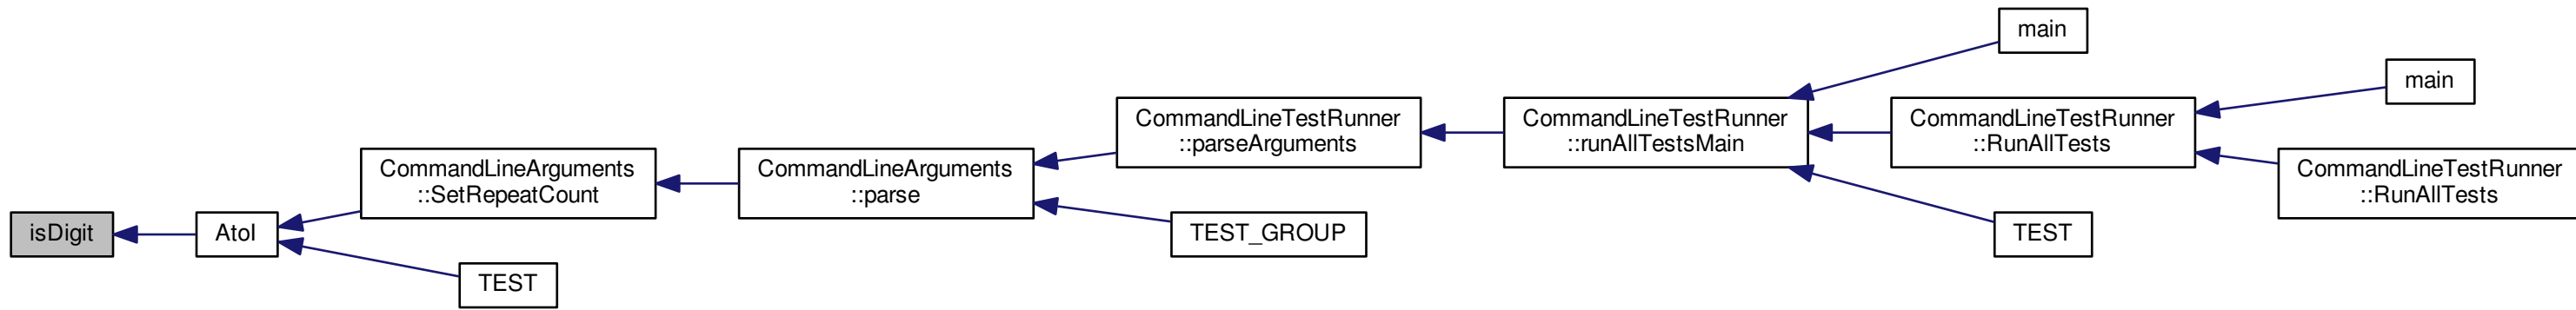 main
main
CommandLineTestRunner
::parseArguments
CommandLineTestRunner
::runAllTestsMain
CommandLineTestRunner
::RunAllTests
CommandLineArguments
::SetRepeatCount
CommandLineArguments
::parse
CommandLineTestRunner
::RunAllTests
isDigit
AtoI
TEST_GROUP
TEST
TEST